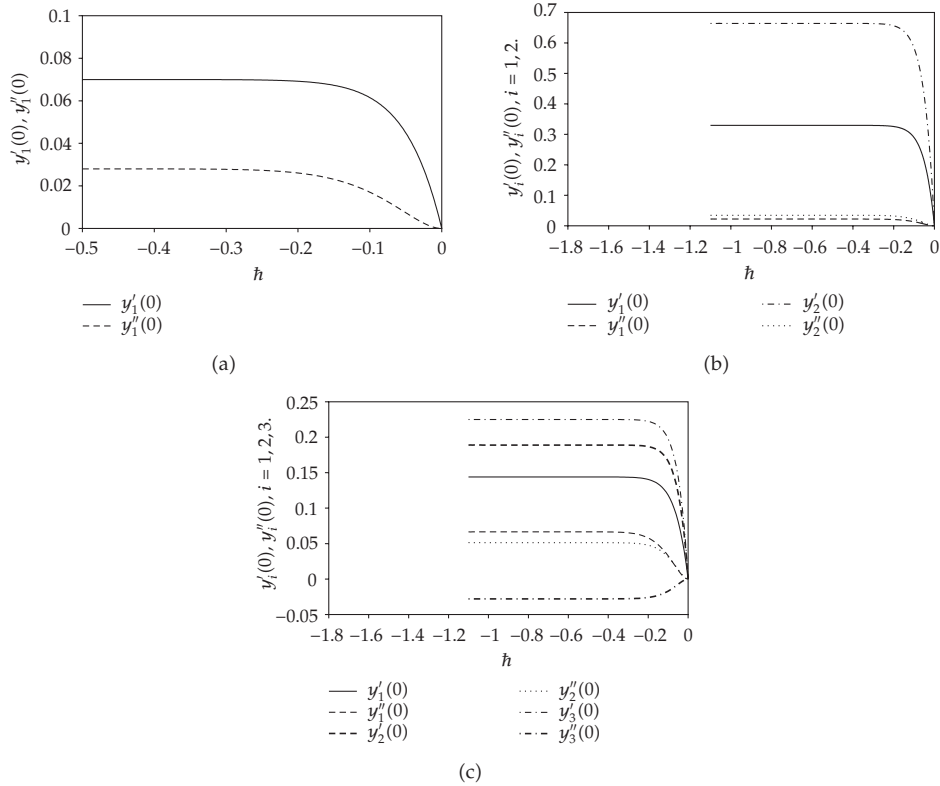 0.1
0.08
0.06
0.04
0.02
0
y′₁(0), y″₁(0)
−0.5 −0.4 −0.3 −0.2 −0.1 0
ħ
y′₁(0)
y″₁(0)
(a)
0.7
0.6
0.5
0.4
0.3
0.2
0.1
0
y′ᵢ(0), y″ᵢ(0), i = 1,2.
−1.8 −1.6 −1.4 −1.2 −1 −0.8 −0.6 −0.4 −0.2 0
ħ
y′₁(0) y′₂(0)
y″₁(0) y″₂(0)
(b)
0.25
0.2
0.15
0.1
0.05
0
−0.05
y′ᵢ(0), y″ᵢ(0), i = 1,2,3.
−1.8 −1.6 −1.4 −1.2 −1 −0.8 −0.6 −0.4 −0.2 0
ħ
y′₁(0) y″₂(0)
y″₁(0) y′₃(0)
y′₂(0) y″₃(0)
(c)